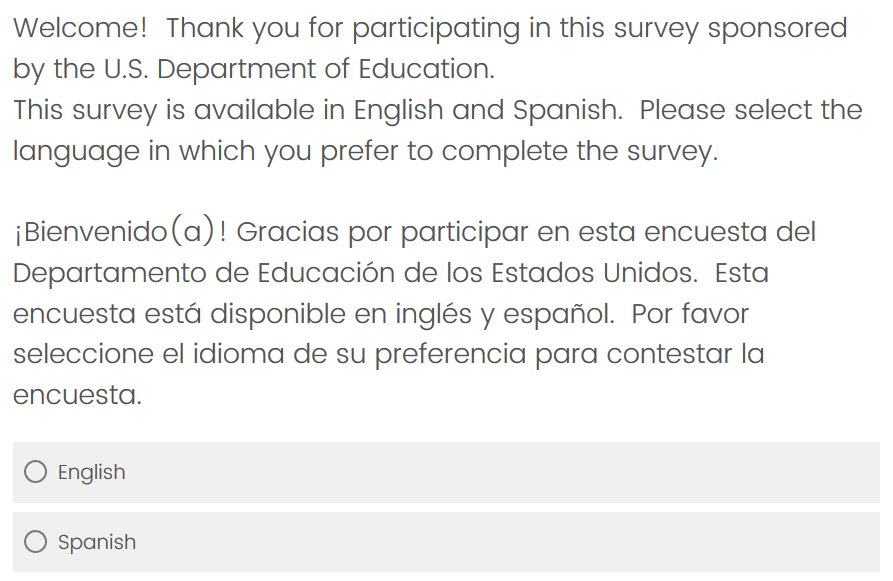 Welcome!  Thank you for participating in this survey sponsored
by the U.S. Department of Education.
This survey is available in English and Spanish.  Please select the
language in which you prefer to complete the survey.
¡Bienvenido(a)! Gracias por participar en esta encuesta del
Departamento de Educación de los Estados Unidos.  Esta
encuesta está disponible en inglés y español.  Por favor
seleccione el idioma de su preferencia para contestar la
encuesta.
English
Spanish